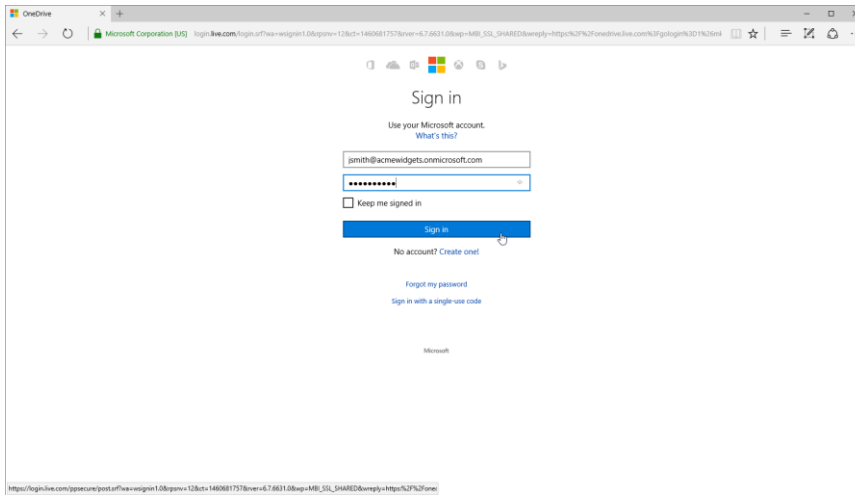 OneDrive
Microsoft Corporation [US] login.live.com/login.srf?wa=wsignin1.0&rpsnv=12&ct=1460681757&rver=6.7.6631.0&wp=MBI_SSL_SHARED&wreply=https:%2F%2Fonedrive.live.com%3Fgologin%3D1%26mkt
Sign in
Use your Microsoft account.
What's this?
jsmith@acmewidgets.onmicrosoft.com
Keep me signed in
Sign in
No account? Create one!
Forgot my password
Sign in with a single-use code
Microsoft
https://login.live.com/ppsecure/post.srf?wa=wsignin1.0&rpsnv=12&ct=1460681757&rver=6.7.6631.0&wp=MBI_SSL_SHARED&wreply=https:%2F%2Fonec